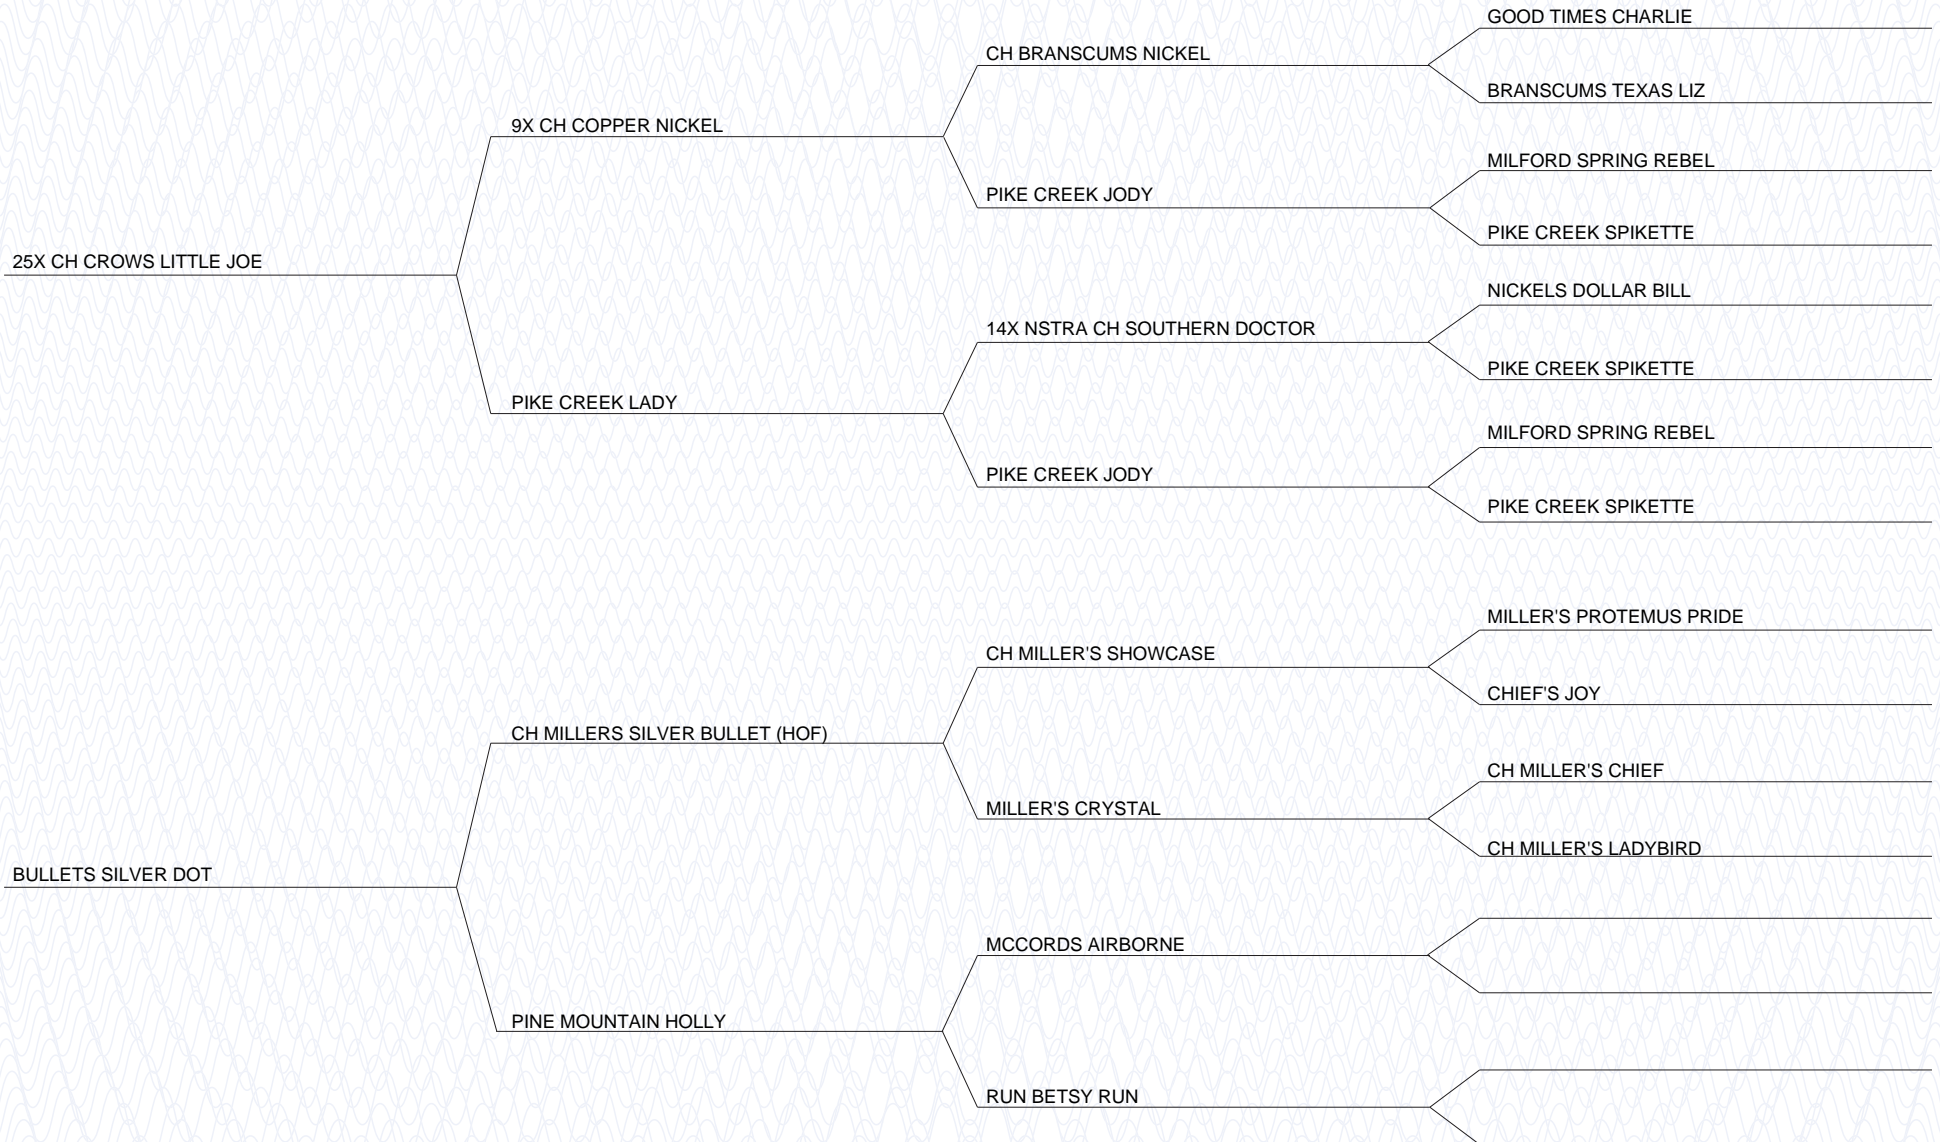 GOOD TIMES CHARLIE
CH BRANSCUMS NICKEL
BRANSCUMS TEXAS LIZ
9X CH COPPER NICKEL
MILFORD SPRING REBEL
PIKE CREEK JODY
PIKE CREEK SPIKETTE
25X CH CROWS LITTLE JOE
NICKELS DOLLAR BILL
14X NSTRA CH SOUTHERN DOCTOR
PIKE CREEK SPIKETTE
PIKE CREEK LADY
MILFORD SPRING REBEL
PIKE CREEK JODY
PIKE CREEK SPIKETTE
MILLER'S PROTEMUS PRIDE
CH MILLER'S SHOWCASE
CHIEF'S JOY
CH MILLERS SILVER BULLET (HOF)
CH MILLER'S CHIEF
MILLER'S CRYSTAL
CH MILLER'S LADYBIRD
BULLETS SILVER DOT
MCCORDS AIRBORNE
PINE MOUNTAIN HOLLY
RUN BETSY RUN